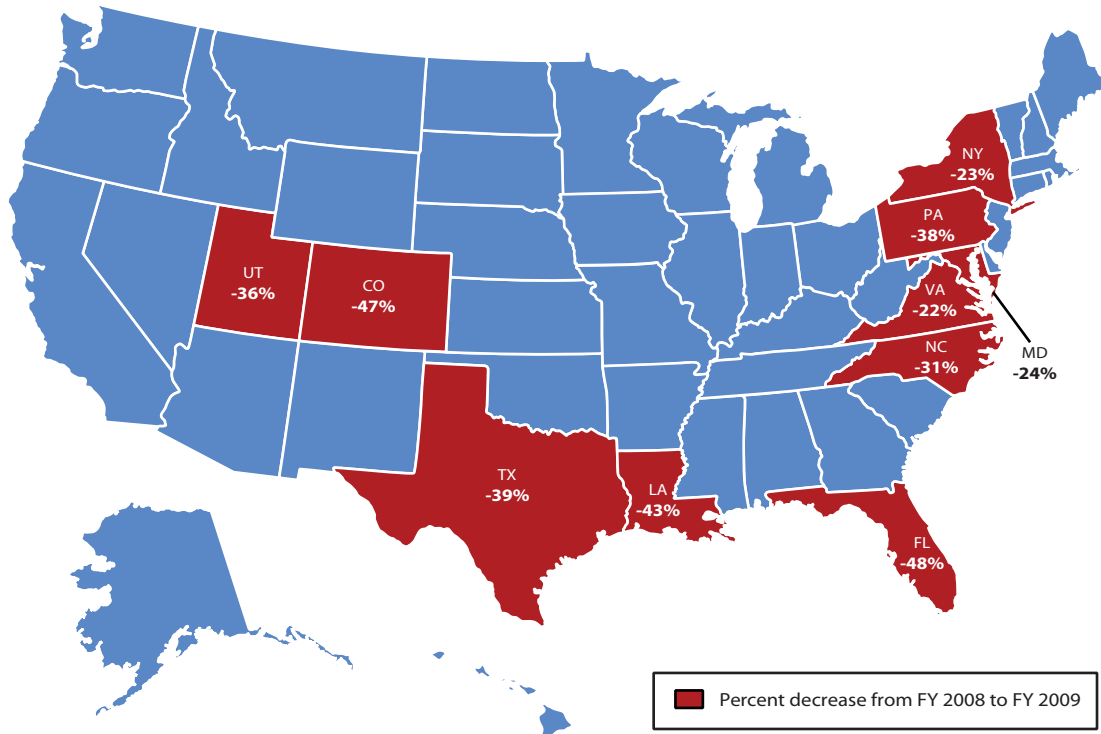 NY
-23%
PA
-38%
UT
-36%
CO
-47%
VA
-22%
NC
-31%
MD
-24%
TX
-39%
LA
-43%
FL
-48%
Percent decrease from FY 2008 to FY 2009